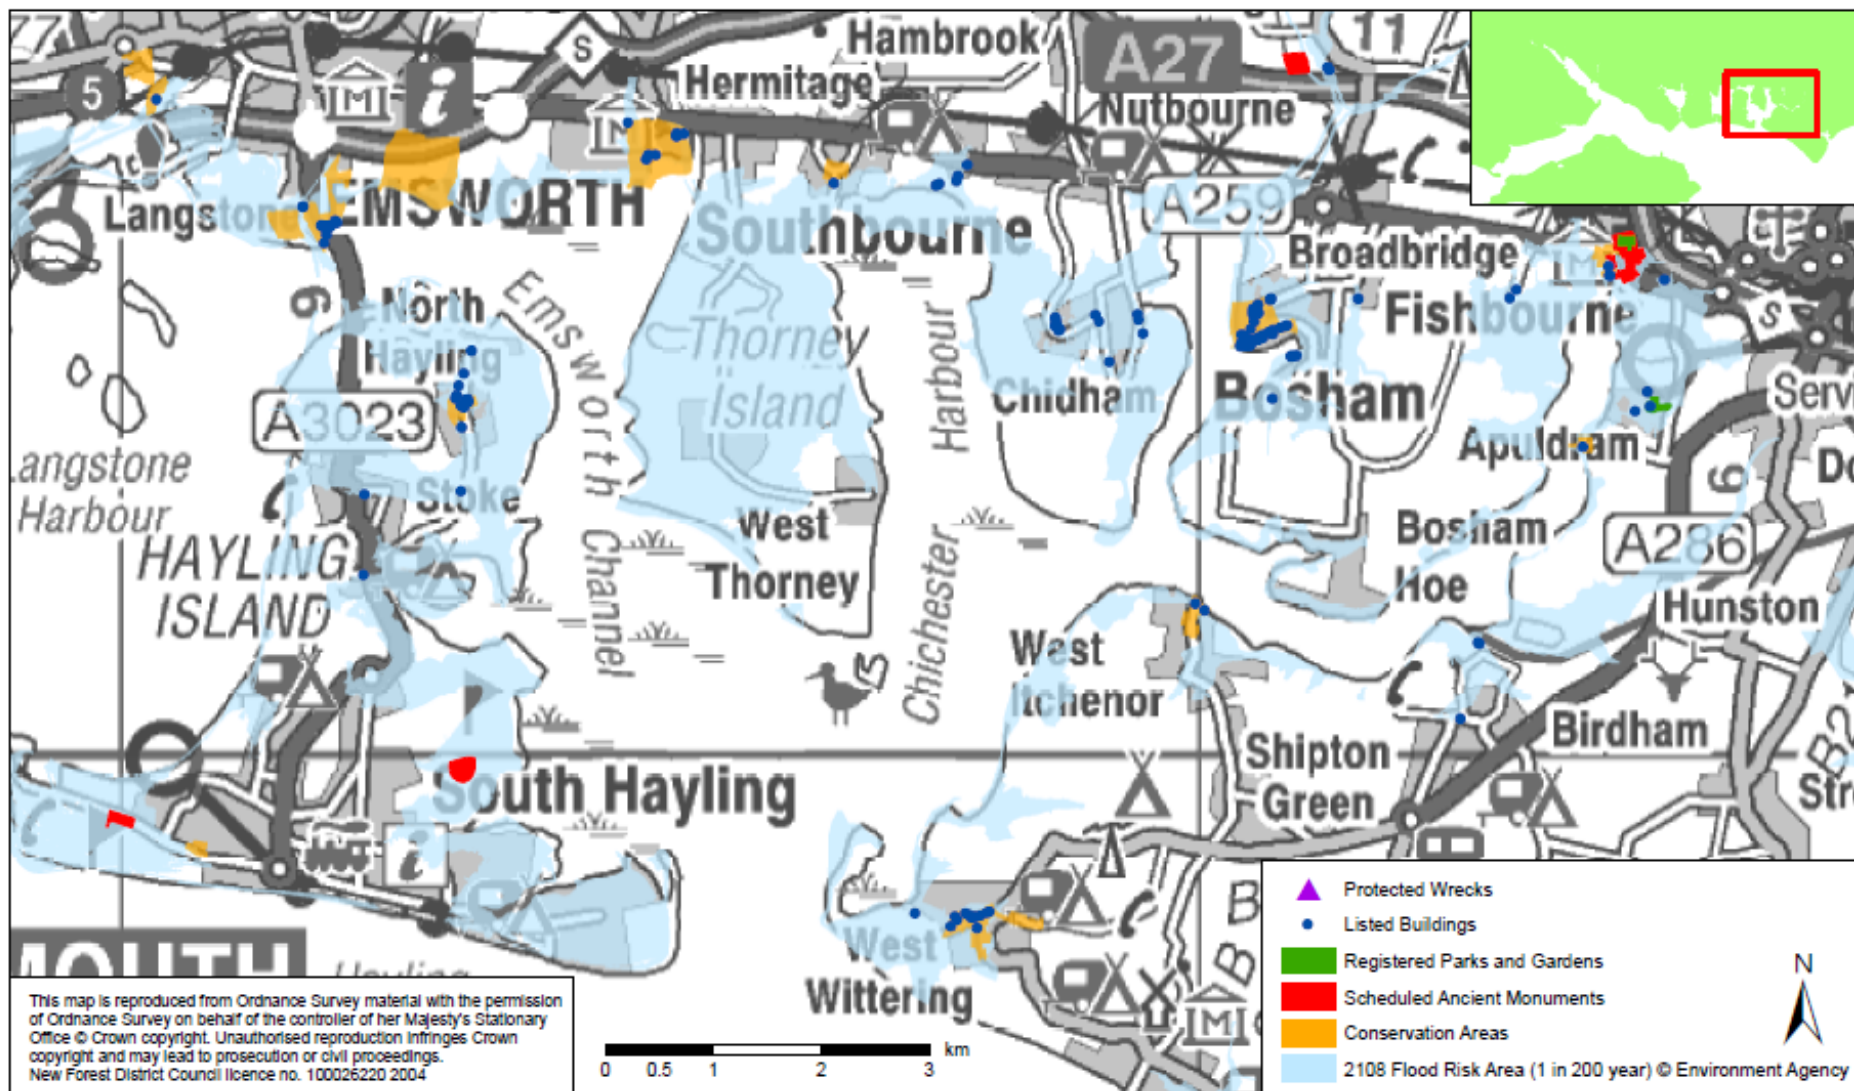 Hambrook
A27
11
S
5
M
i
Hermitage
M
Nutbourne
Langstone
EMSWORTH
Southbourne
A259
Broadbridge
M
Fishbourne
S
North
Hayling
Emsworth
Channel
Thorney
Island
Chichester
Harbour
Chidham
Bosham
A3023
Apuldram
Langstone
Harbour
Stoke
HAYLING
ISLAND
West
Thorney
Bosham
Hoe
A286
Hunston
West
Itchenor
Birdham
Shipton
Green
South Hayling
i
West
Wittering
M
MOUTH
Hayling
This map is reproduced from Ordnance Survey material with the permission
of Ordnance Survey on behalf of the controller of her Majesty's Stationary
Office © Crown copyright. Unauthorised reproduction infringes Crown
copyright and may lead to prosecution or civil proceedings.
New Forest District Council licence no. 100026220 2004
0 0.5 1 2 3 km
Protected Wrecks
Listed Buildings
Registered Parks and Gardens
Scheduled Ancient Monuments
Conservation Areas
2108 Flood Risk Area (1 in 200 year) © Environment Agency
N